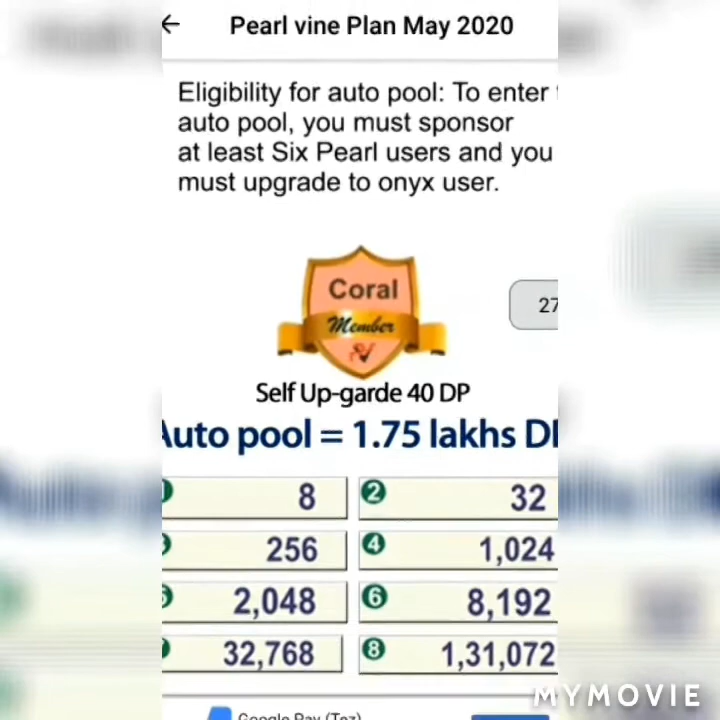 Pearl vine Plan May 2020
Eligibility for auto pool: To enter
auto pool, you must sponsor
at least Six Pearl users and you
must upgrade to onyx user.
Coral
Member
27
Self Up-garde 40 DP
Auto pool = 1.75 lakhs D
8 2 32
256 4 1,024
2,048 6 8,192
32,768 8 1,31,072
Google Pay (Tez)
MYMOVIE